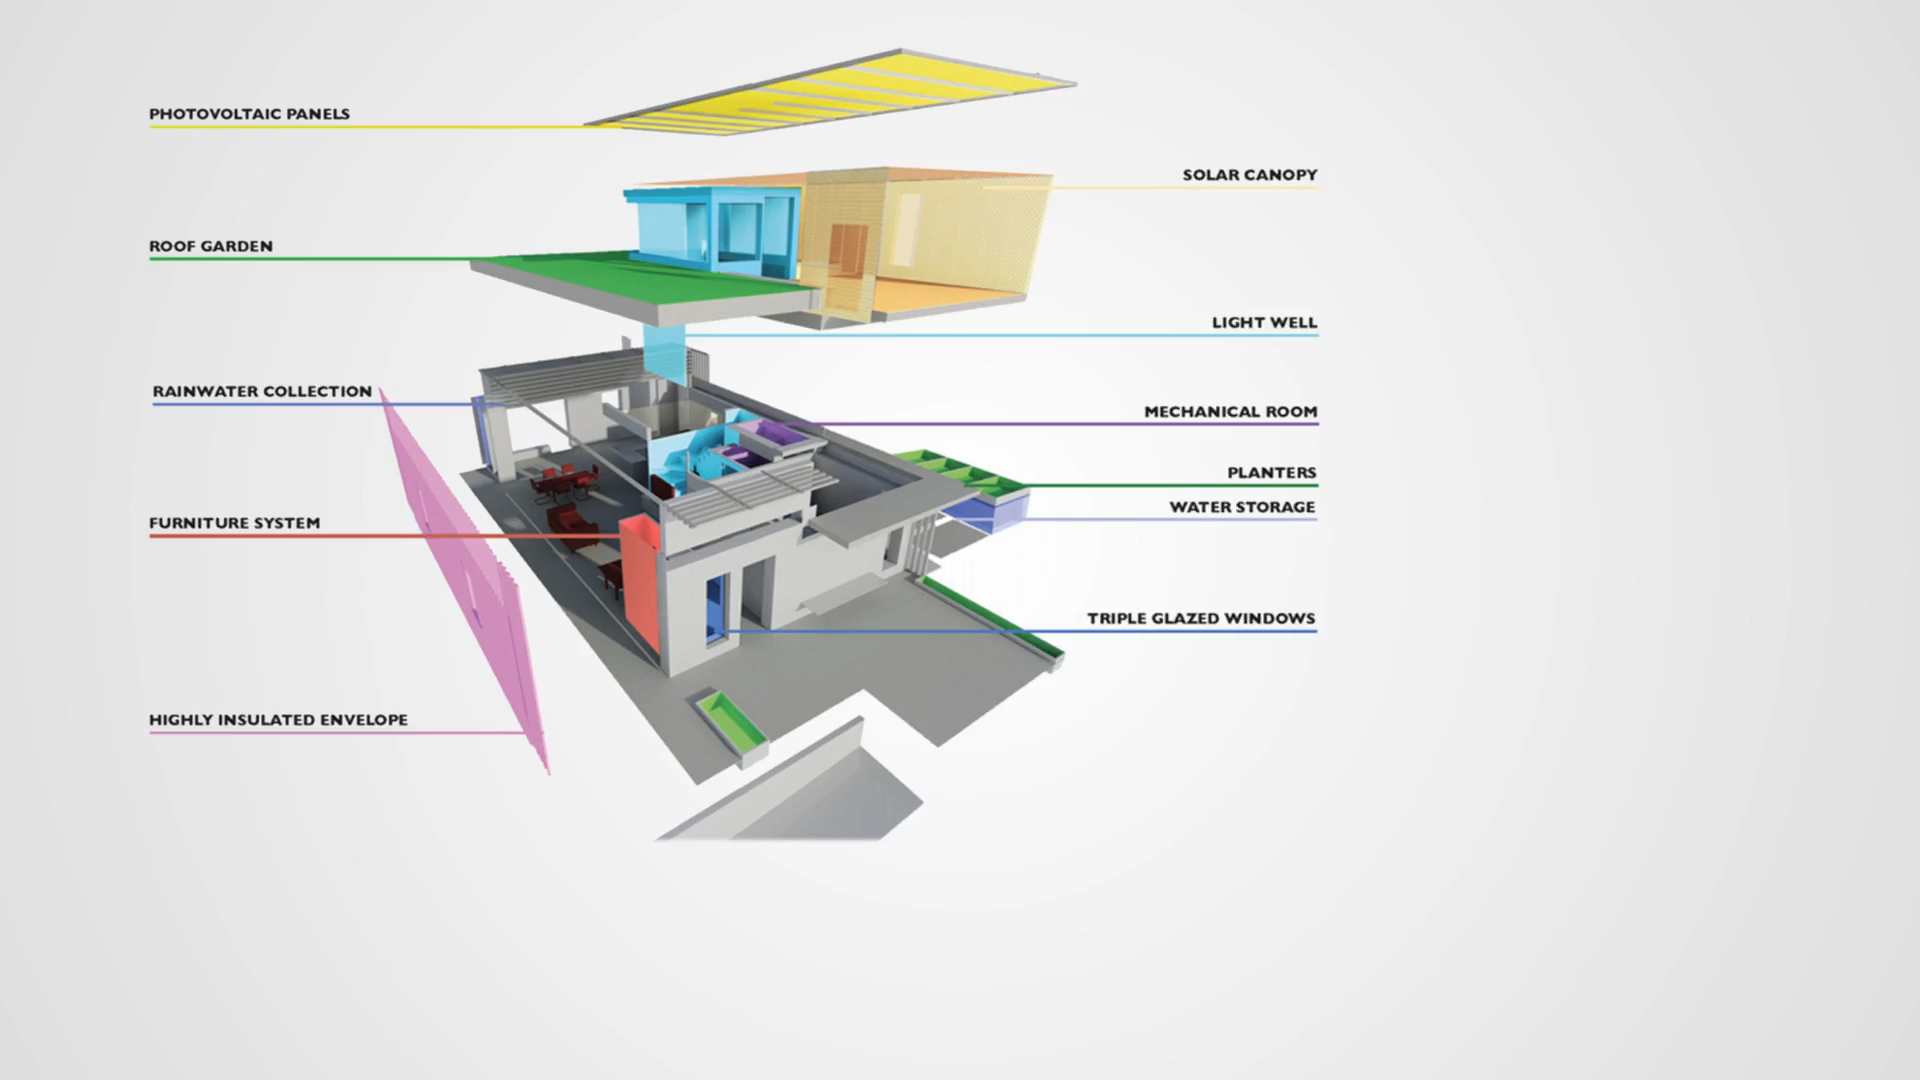 PHOTOVOLTAIC PANELS
SOLAR CANOPY
ROOF GARDEN
LIGHT WELL
RAINWATER COLLECTION
MECHANICAL ROOM
PLANTERS
WATER STORAGE
FURNITURE SYSTEM
TRIPLE GLAZED WINDOWS
HIGHLY INSULATED ENVELOPE